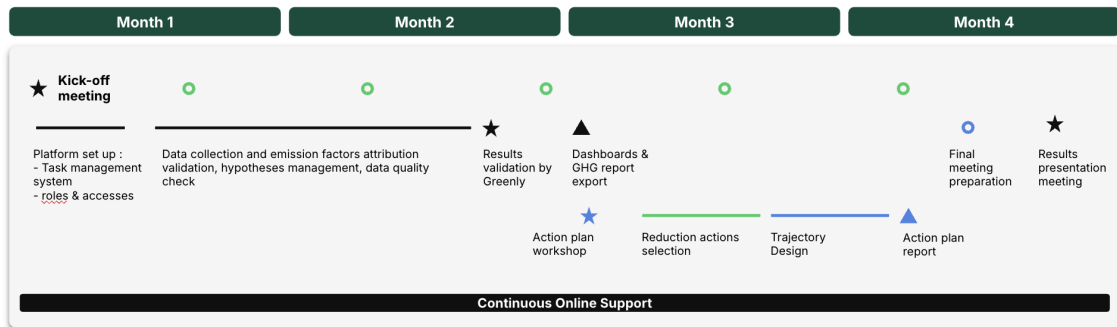 Month 1
Month 2
Month 3
Month 4
Kick-off
meeting
Platform set up :
- Task management
system
- roles & accesses
Data collection and emission factors attribution
validation, hypotheses management, data quality
check
Results
validation by
Greenly
Dashboards &
GHG report
export
Final
meeting
preparation
Results
presentation
meeting
Action plan
workshop
Reduction actions
selection
Trajectory
Design
Action plan
report
Continuous Online Support